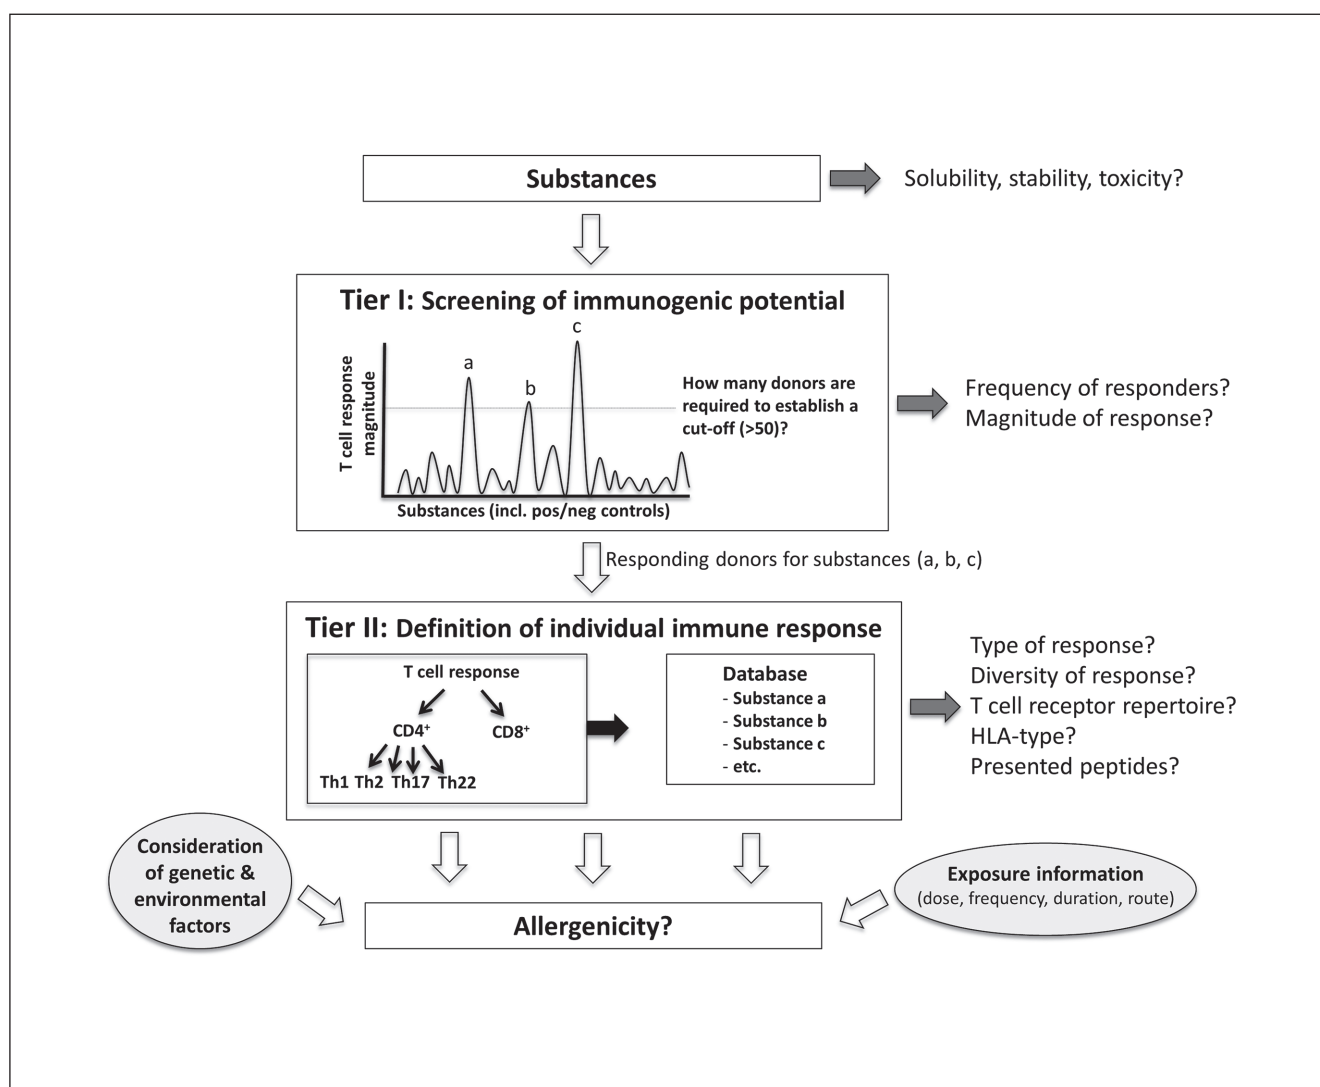 Substances
Solubility, stability, toxicity?
Tier I: Screening of immunogenic potential
T cell response
magnitude
a
b
c
How many donors are
required to establish a
cut-off (>50)?
Substances (incl. pos/neg controls)
Frequency of responders?
Magnitude of response?
Responding donors for substances (a, b, c)
Tier II: Definition of individual immune response
T cell response
CD4⁺ CD8⁺
Th1 Th2 Th17 Th22
Database
- Substance a
- Substance b
- Substance c
- etc.
Type of response?
Diversity of response?
T cell receptor repertoire?
HLA-type?
Presented peptides?
Consideration
of genetic &
environmental
factors
Exposure information
(dose, frequency, duration, route)
Allergenicity?